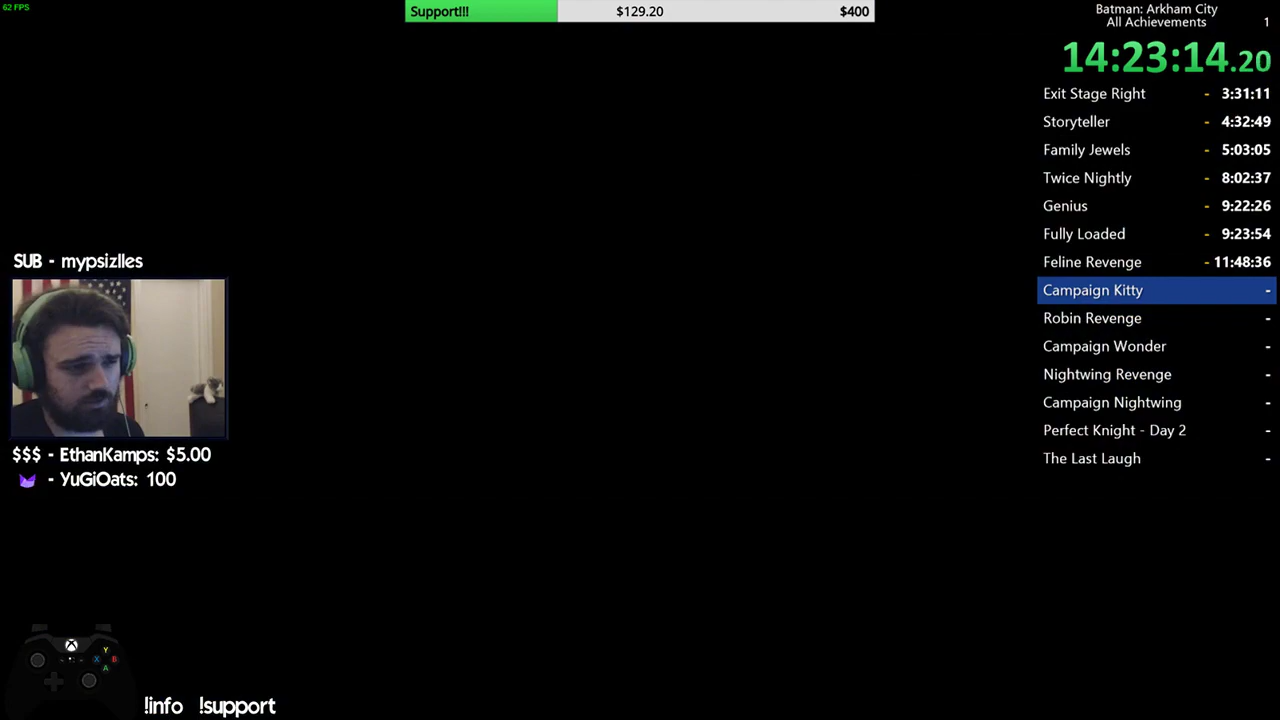 62 FPS
Support!!! $129.20 $400
Batman: Arkham City
All Achievements 1
14:23:14.20
Exit Stage Right - 3:31:11
Storyteller - 4:32:49
Family Jewels - 5:03:05
Twice Nightly - 8:02:37
Genius - 9:22:26
Fully Loaded - 9:23:54
Feline Revenge - 11:48:36
Campaign Kitty -
Robin Revenge -
Campaign Wonder -
Nightwing Revenge -
Campaign Nightwing -
Perfect Knight - Day 2 -
The Last Laugh -
SUB - mypsizlles
$$$ - EthanKamps: $5.00
- YuGiOats: 100
Y
X B
A
!info !support